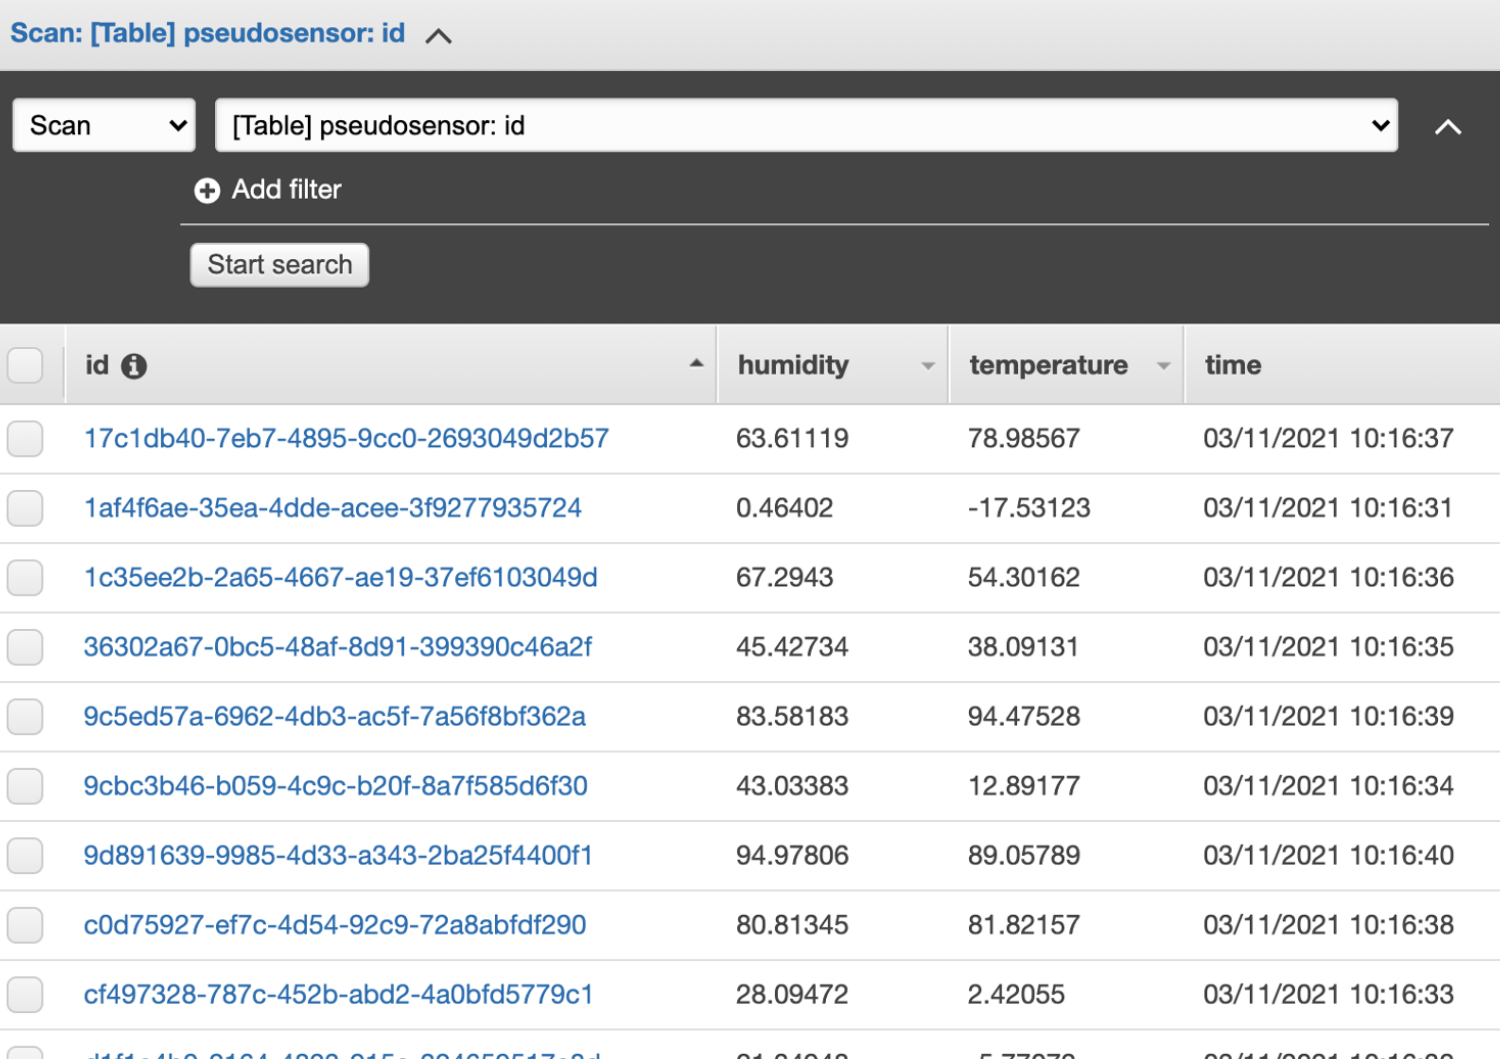 Scan: [Table] pseudosensor: id
Scan [Table] pseudosensor: id
Add filter
Start search
id humidity temperature time
17c1db40-7eb7-4895-9cc0-2693049d2b57 63.61119 78.98567 03/11/2021 10:16:37
1af4f6ae-35ea-4dde-acee-3f9277935724 0.46402 -17.53123 03/11/2021 10:16:31
1c35ee2b-2a65-4667-ae19-37ef6103049d 67.2943 54.30162 03/11/2021 10:16:36
36302a67-0bc5-48af-8d91-399390c46a2f 45.42734 38.09131 03/11/2021 10:16:35
9c5ed57a-6962-4db3-ac5f-7a56f8bf362a 83.58183 94.47528 03/11/2021 10:16:39
9cbc3b46-b059-4c9c-b20f-8a7f585d6f30 43.03383 12.89177 03/11/2021 10:16:34
9d891639-9985-4d33-a343-2ba25f4400f1 94.97806 89.05789 03/11/2021 10:16:40
c0d75927-ef7c-4d54-92c9-72a8abfdf290 80.81345 81.82157 03/11/2021 10:16:38
cf497328-787c-452b-abd2-4a0bfd5779c1 28.09472 2.42055 03/11/2021 10:16:33